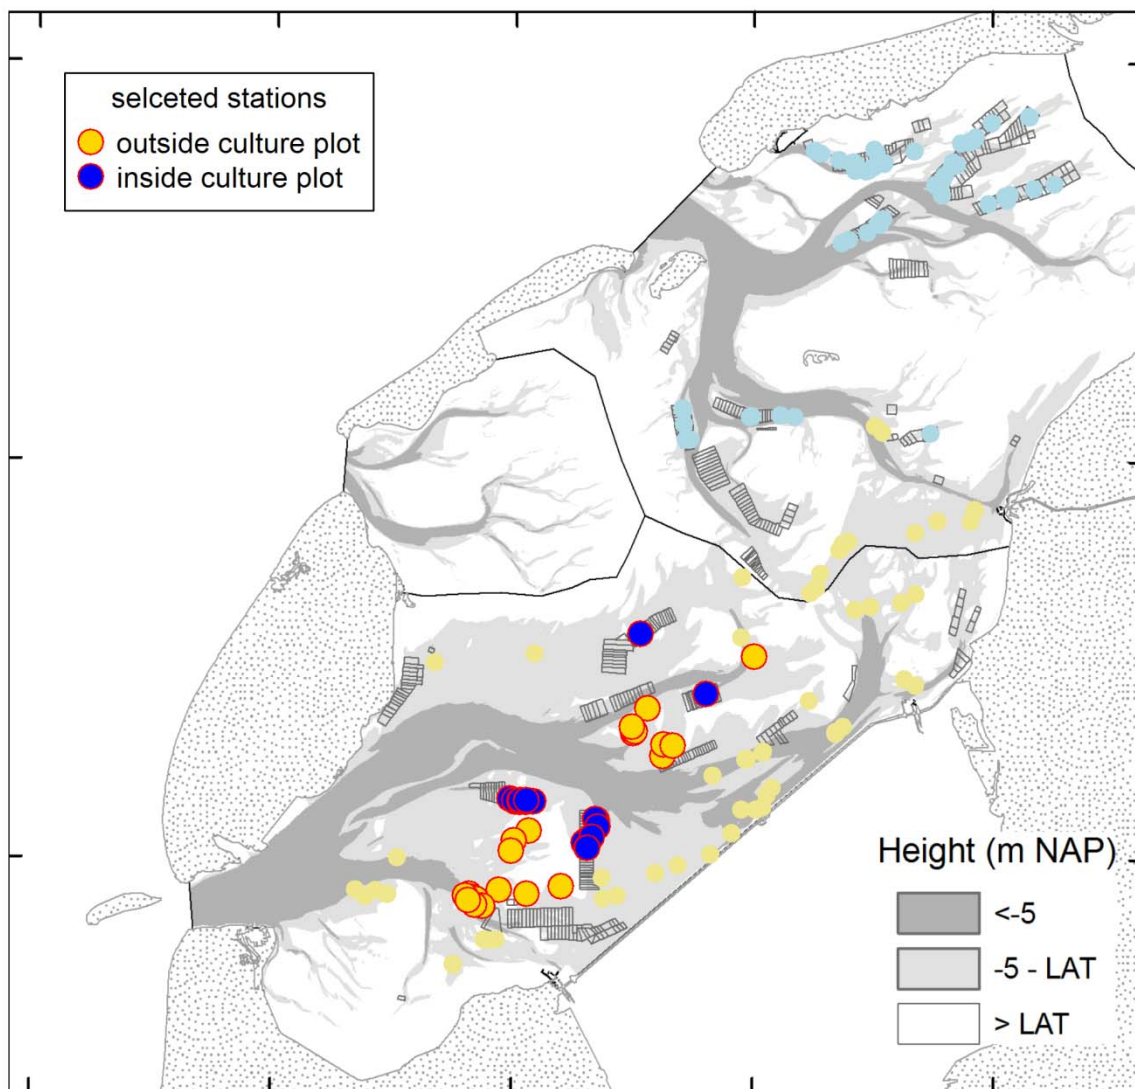 selceted stations
outside culture plot
inside culture plot
Height (m NAP)
<-5
-5 - LAT
> LAT